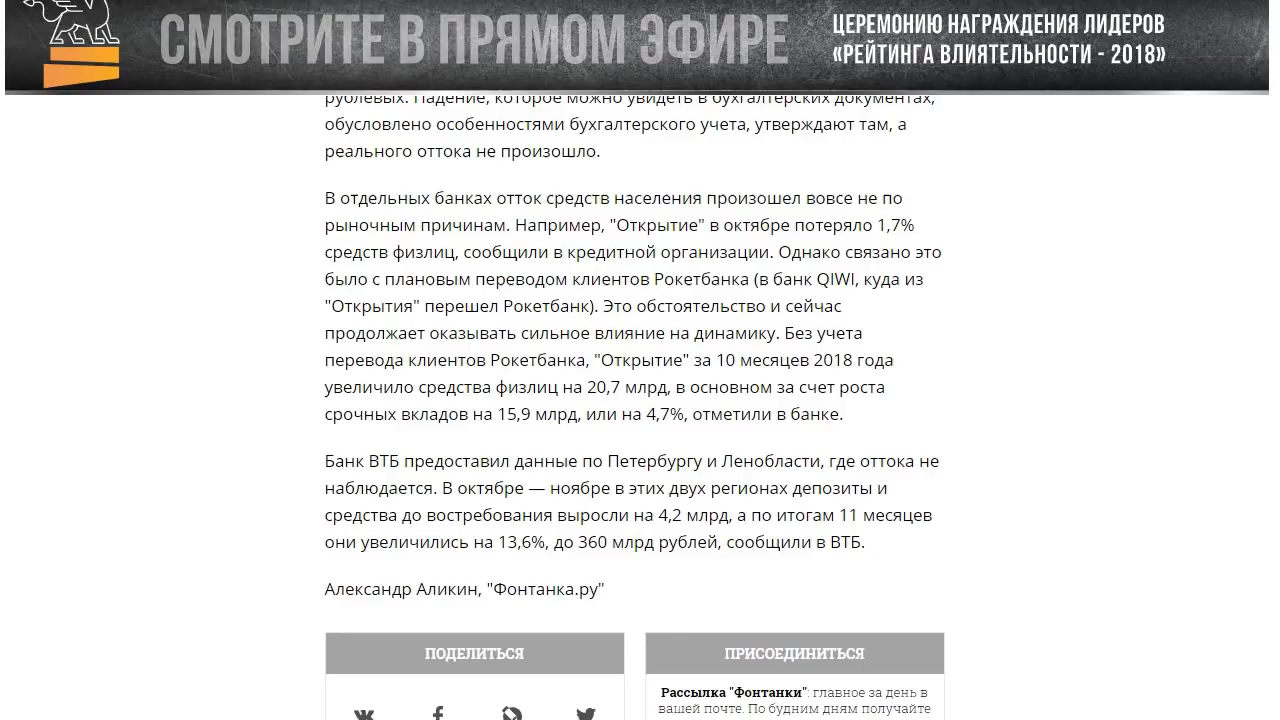 СМОТРИТЕ В ПРЯМОМ ЭФИРЕ
ЦЕРЕМОНИЮ НАГРАЖДЕНИЯ ЛИДЕРОВ
«РЕЙТИНГА ВЛИЯТЕЛЬНОСТИ - 2018»
рублевых. Падение, которое можно увидеть в бухгалтерских документах,
обусловлено особенностями бухгалтерского учета, утверждают там, а
реального оттока не произошло.
В отдельных банках отток средств населения произошел вовсе не по
рыночным причинам. Например, "Открытие" в октябре потеряло 1,7%
средств физлиц, сообщили в кредитной организации. Однако связано это
было с плановым переводом клиентов Рокетбанка (в банк QIWI, куда из
"Открытия" перешел Рокетбанк). Это обстоятельство и сейчас
продолжает оказывать сильное влияние на динамику. Без учета
перевода клиентов Рокетбанка, "Открытие" за 10 месяцев 2018 года
увеличило средства физлиц на 20,7 млрд, в основном за счет роста
срочных вкладов на 15,9 млрд, или на 4,7%, отметили в банке.
Банк ВТБ предоставил данные по Петербургу и Ленобласти, где оттока не
наблюдается. В октябре — ноябре в этих двух регионах депозиты и
средства до востребования выросли на 4,2 млрд, а по итогам 11 месяцев
они увеличились на 13,6%, до 360 млрд рублей, сообщили в ВТБ.
Александр Аликин, "Фонтанка.ру"
ПОДЕЛИТЬСЯ
ПРИСОЕДИНИТЬСЯ
Рассылка "Фонтанки": главное за день в
вашей почте. По будним дням получайте